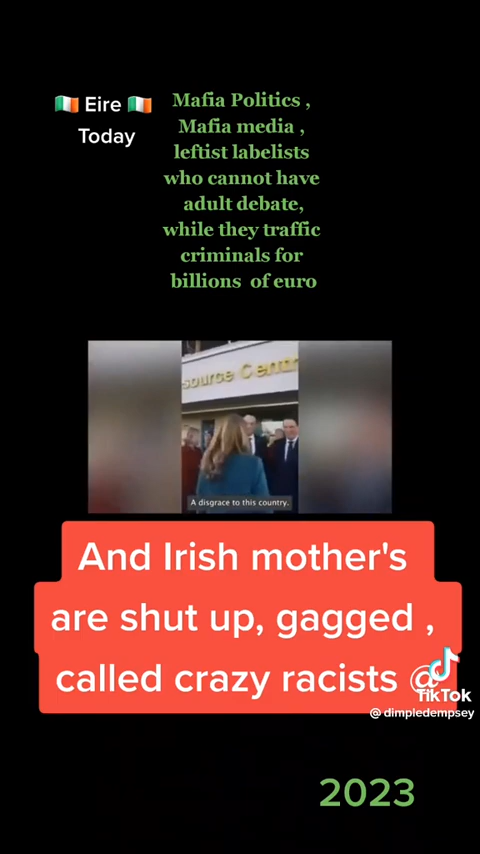 🇮🇪 Eire 🇮🇪
Today
Mafia Politics ,
Mafia media ,
leftist labelists
who cannot have
adult debate,
while they traffic
criminals for
billions of euro
source Centr
A disgrace to this country.
And Irish mother's
are shut up, gagged ,
called crazy racists @
TikTok
@ dimpledempsey
2023